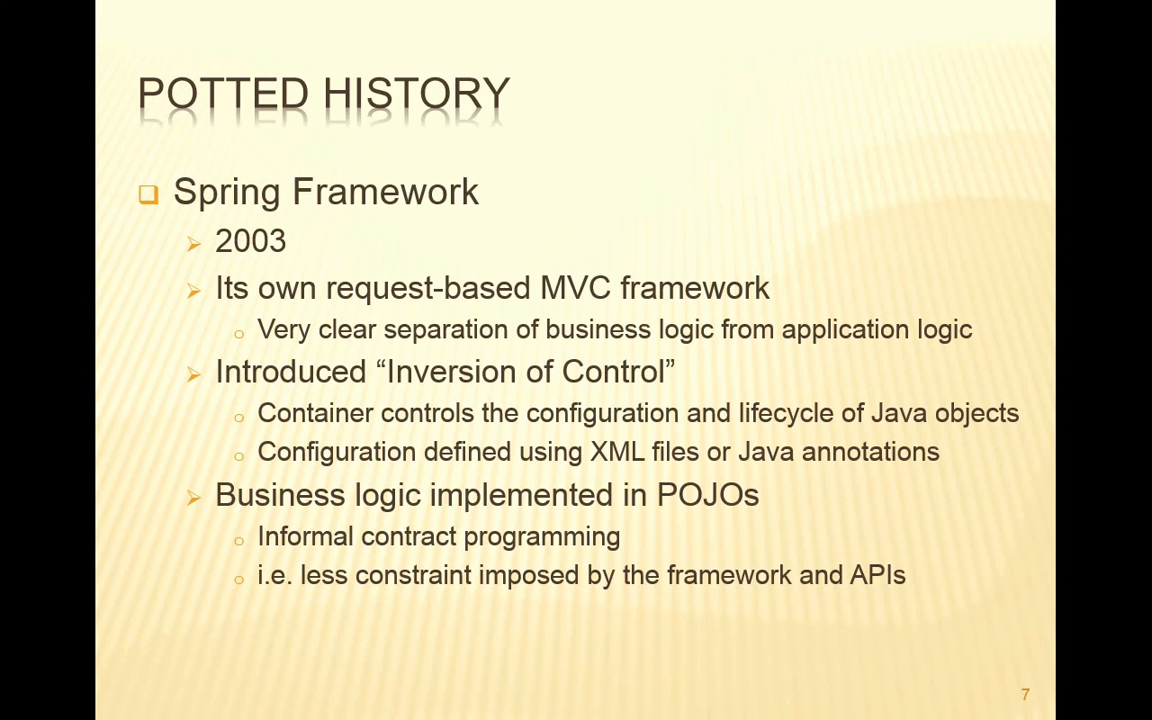 POTTED HISTORY
Spring Framework
2003
Its own request-based MVC framework
Very clear separation of business logic from application logic
Introduced “Inversion of Control”
Container controls the configuration and lifecycle of Java objects
Configuration defined using XML files or Java annotations
Business logic implemented in POJOs
Informal contract programming
i.e. less constraint imposed by the framework and APIs
7